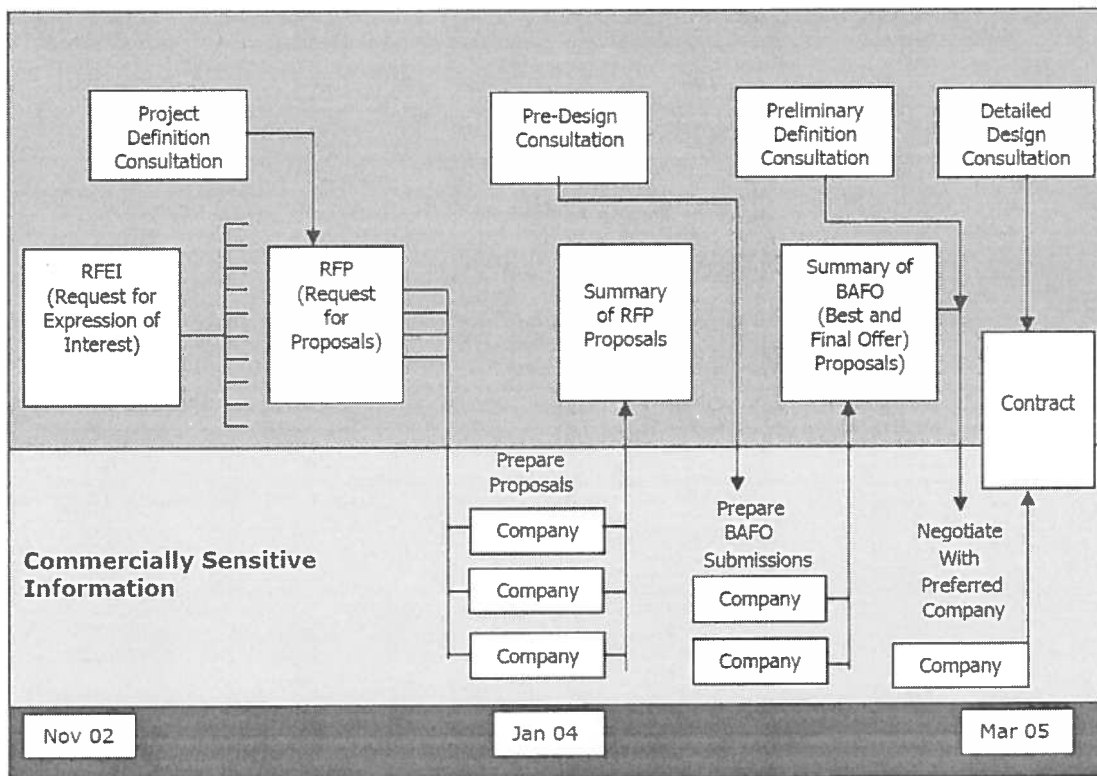 Project
Definition
Consultation
Pre-Design
Consultation
Preliminary
Definition
Consultation
Detailed
Design
Consultation
RFEI
(Request for
Expression of
Interest)
RFP
(Request
for
Proposals)
Summary
of RFP
Proposals
Summary of
BAFO
(Best and
Final Offer)
Proposals)
Contract
Prepare
Proposals
Company
Company
Company
Prepare
BAFO
Submissions
Company
Company
Negotiate
With
Preferred
Company
Company
Commercially Sensitive
Information
Nov 02
Jan 04
Mar 05